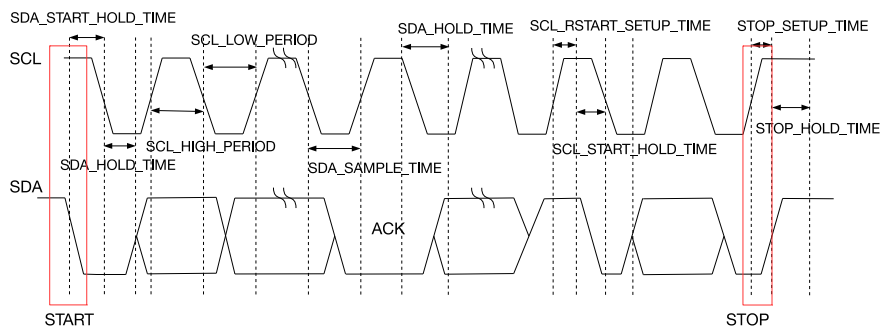 SDA_START_HOLD_TIME
SCL_LOW_PERIOD
SDA_HOLD_TIME
SCL_RSTART_SETUP_TIME
STOP_SETUP_TIME
SCL
SCL_HIGH_PERIOD
SDA_HOLD_TIME
SDA_SAMPLE_TIME
SCL_START_HOLD_TIME
STOP_HOLD_TIME
SDA
ACK
START
STOP